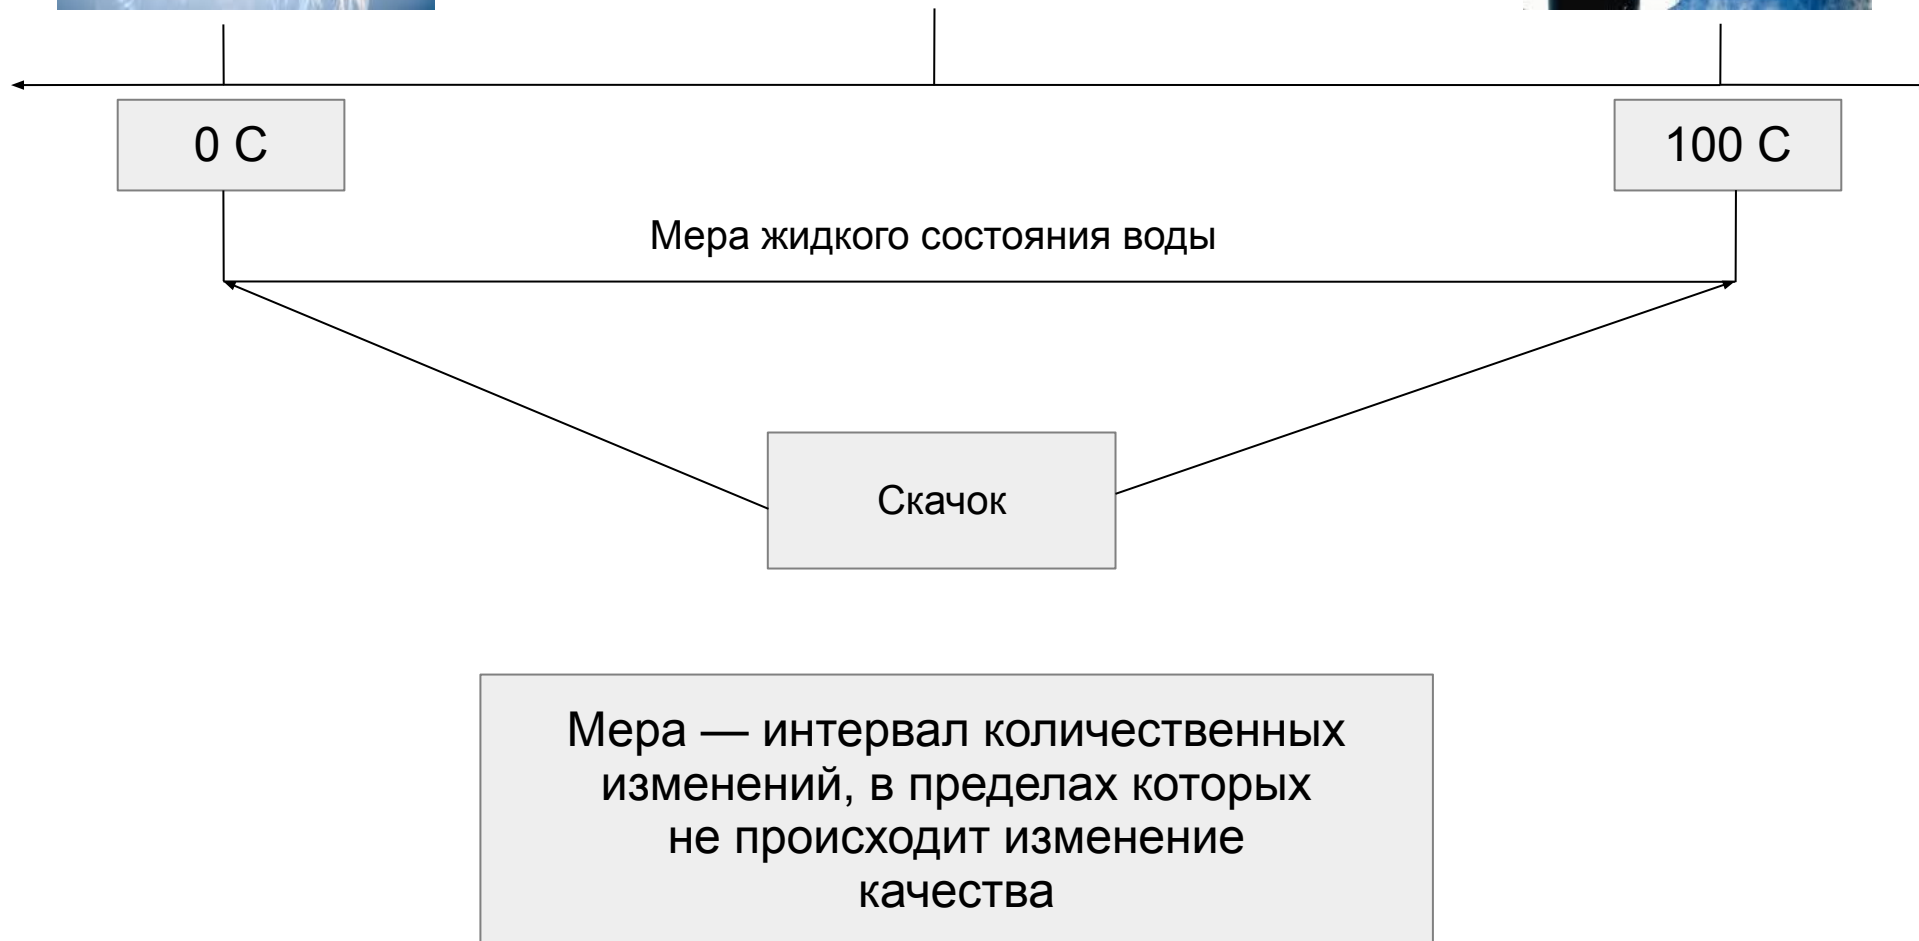 0 С
100 С
Мера жидкого состояния воды
Скачок
Мера — интервал количественных
изменений, в пределах которых
не происходит изменение
качества